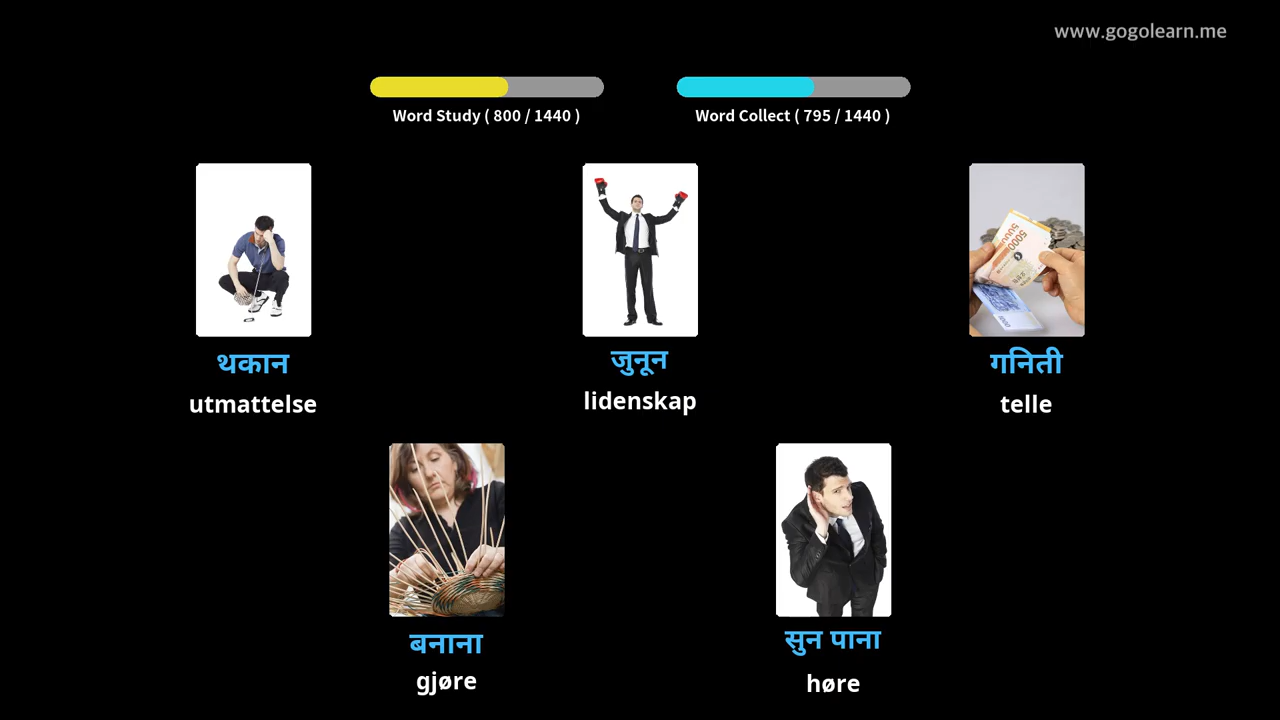 www.gogolearn.me
Word Study ( 800 / 1440 )
Word Collect ( 795 / 1440 )
थकान
utmattelse
जुनून
lidenskap
गनिती
telle
बनाना
gjøre
सुन पाना
høre